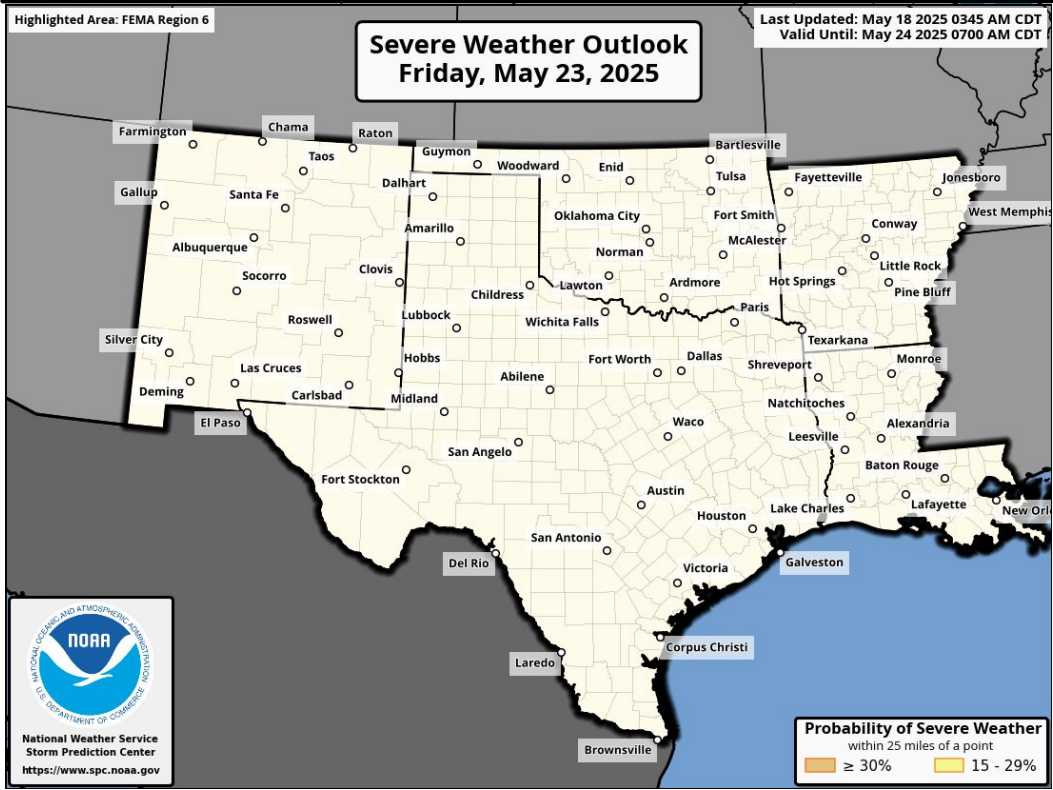 Highlighted Area: FEMA Region 6
Severe Weather Outlook
Friday, May 23, 2025
Last Updated: May 18 2025 0345 AM CDT
Valid Until: May 24 2025 0700 AM CDT
Farmington
Chama
Raton
Taos
Guymon
Woodward
Enid
Bartlesville
Tulsa
Fayetteville
Jonesboro
Gallup
Santa Fe
Dalhart
Oklahoma City
Fort Smith
West Memphis
Albuquerque
Amarillo
Norman
McAlester
Conway
Socorro
Clovis
Childress
Lawton
Ardmore
Hot Springs
Little Rock
Pine Bluff
Roswell
Lubbock
Wichita Falls
Paris
Texarkana
Silver City
Las Cruces
Hobbs
Fort Worth
Dallas
Shreveport
Monroe
Deming
Carlsbad
Midland
Abilene
Natchitoches
El Paso
San Angelo
Waco
Leesville
Alexandria
Fort Stockton
Baton Rouge
Austin
Houston
Lake Charles
Lafayette
New Orl
Del Rio
San Antonio
Galveston
Victoria
Laredo
Corpus Christi
Brownsville
NATIONAL OCEANIC AND ATMOSPHERIC ADMINISTRATION
NOAA
U.S. DEPARTMENT OF COMMERCE
National Weather Service
Storm Prediction Center
https://www.spc.noaa.gov
Probability of Severe Weather
within 25 miles of a point
≥ 30%
15 - 29%